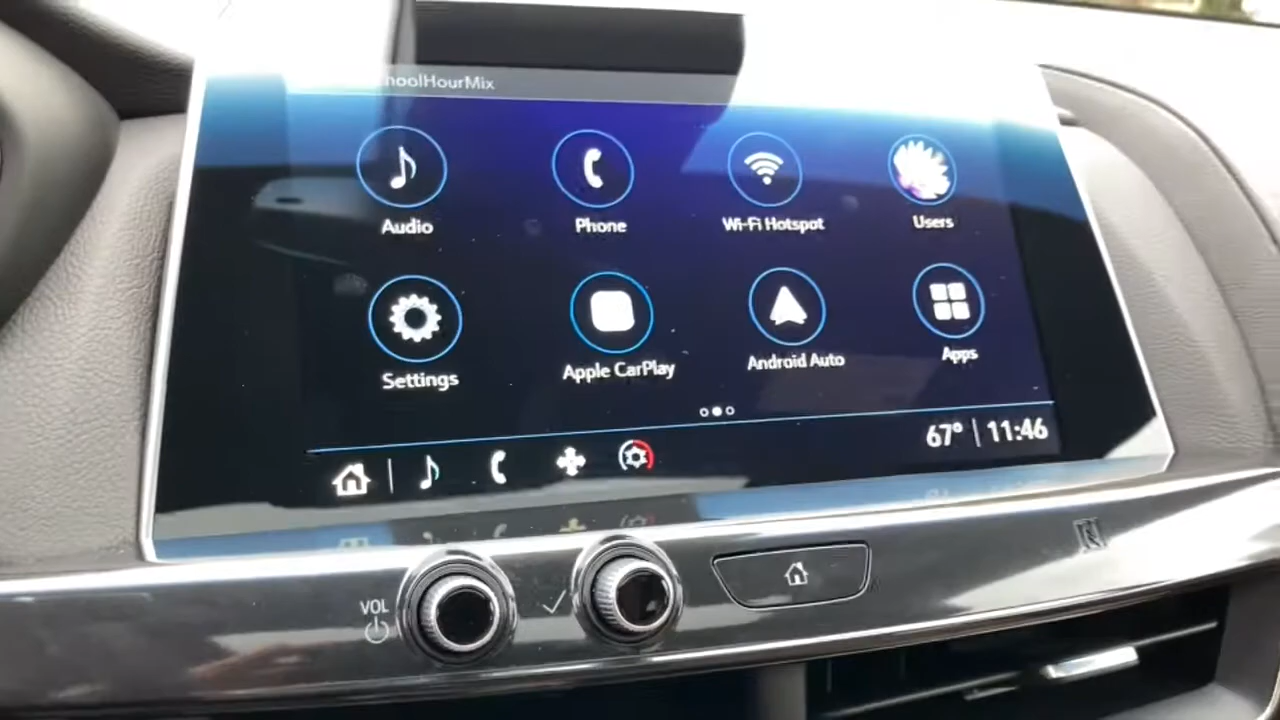 hoolHourMix
Audio
Phone
Wi-Fi Hotspot
Users
Settings
Apple CarPlay
Android Auto
Apps
67° | 11:46
VOL